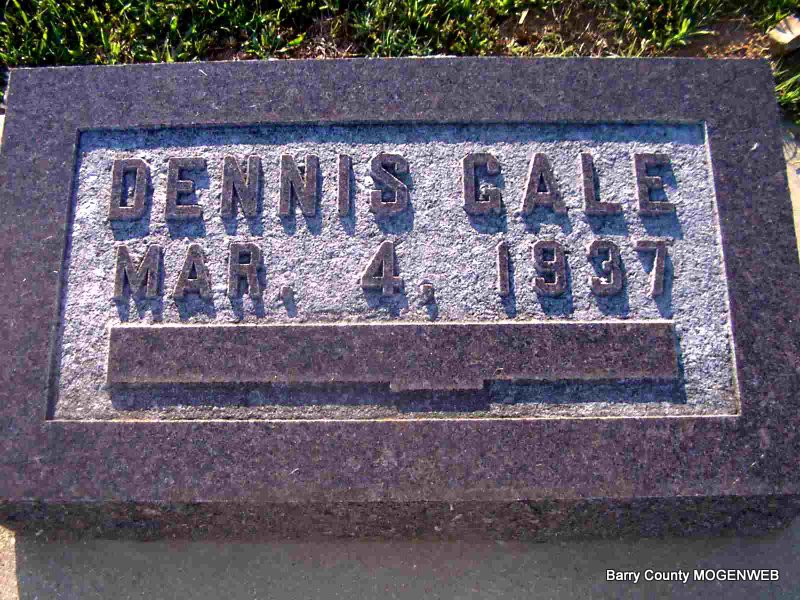 DENNIS GALE
MAR. 4, 1937
Barry County MOGENWEB